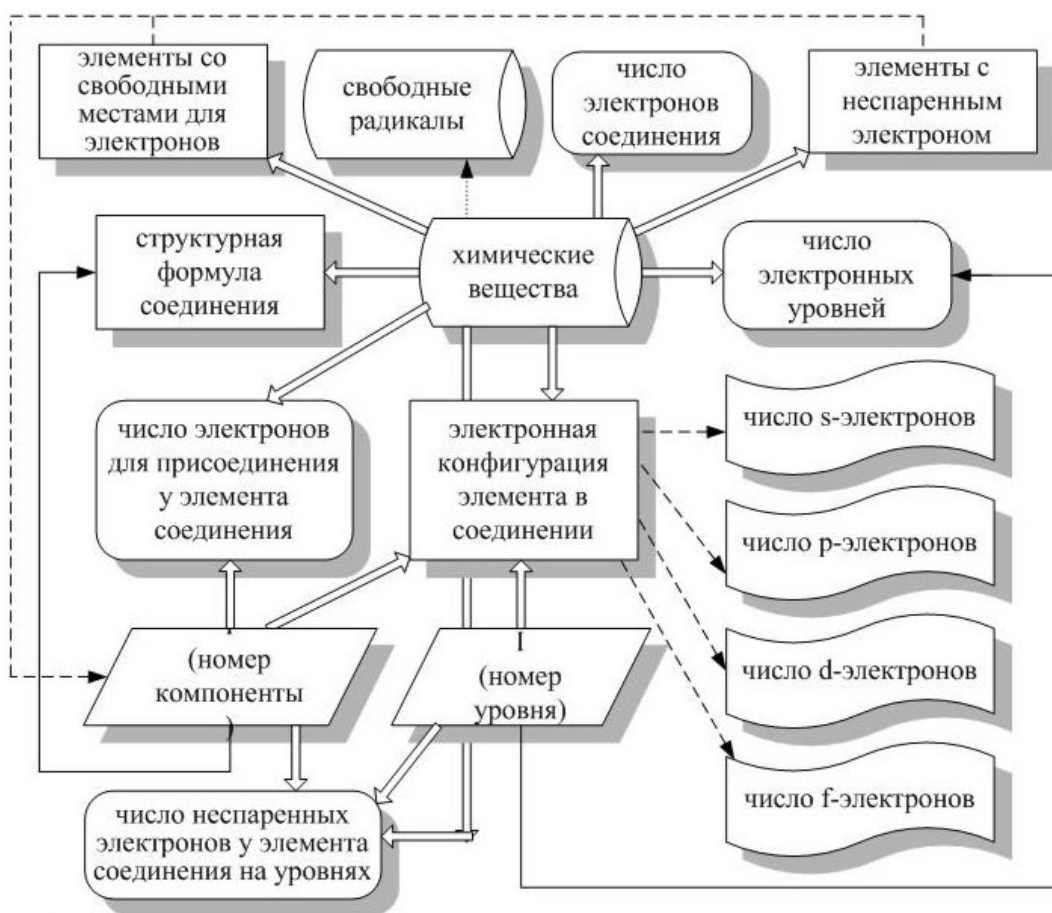 элементы со
свободными
местами для
электронов
свободные
радикалы
число
электронов
соединения
элементы с
неспаренным
электроном
структурная
формула
соединения
химические
вещества
число
электронных
уровней
число электронов
для присоединения
у элемента
соединения
электронная
конфигурация
элемента в
соединении
число s-электронов
число p-электронов
число d-электронов
число f-электронов
(номер
компоненты
)
I
(номер
уровня)
число неспаренных
электронов у элемента
соединения на уровнях